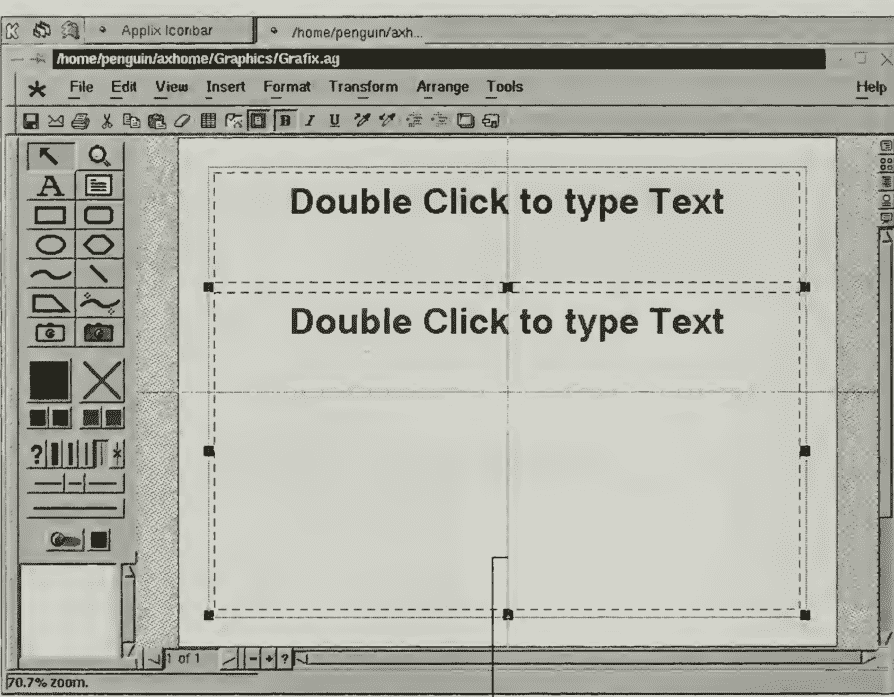 Applix Iconbar /home/penguin/axh...
/home/penguin/axhome/Graphics/Grafix.ag
File Edit View Insert Format Transform Arrange Tools Help
B I U
A
Double Click to type Text
Double Click to type Text
?
1 of 1 − + ?
70.7% zoom.